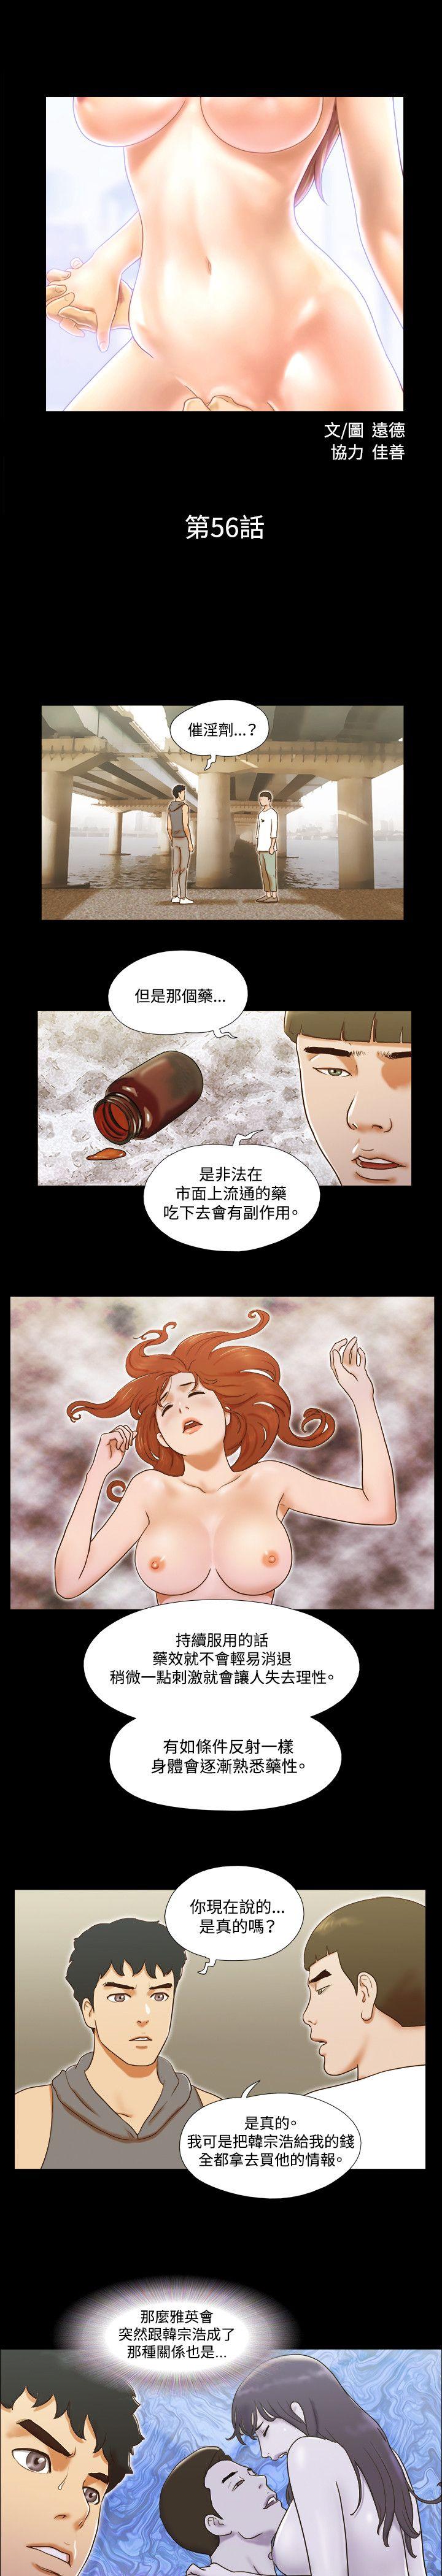 文/圖 遠德
協力 佳善
第56話
催淫劑...？
但是那個藥...
是非法在
市面上流通的藥
吃下去會有副作用。
持續服用的話
藥效就不會輕易消退
稍微一點刺激就會讓人失去理性。
有如條件反射一樣
身體會逐漸熟悉藥性。
你現在說的...
是真的嗎？
是真的。
我可是把韓宗浩給我的錢
全都拿去買他的情報。
那麼雅英會
突然跟韓宗浩成了
那種關係也是...